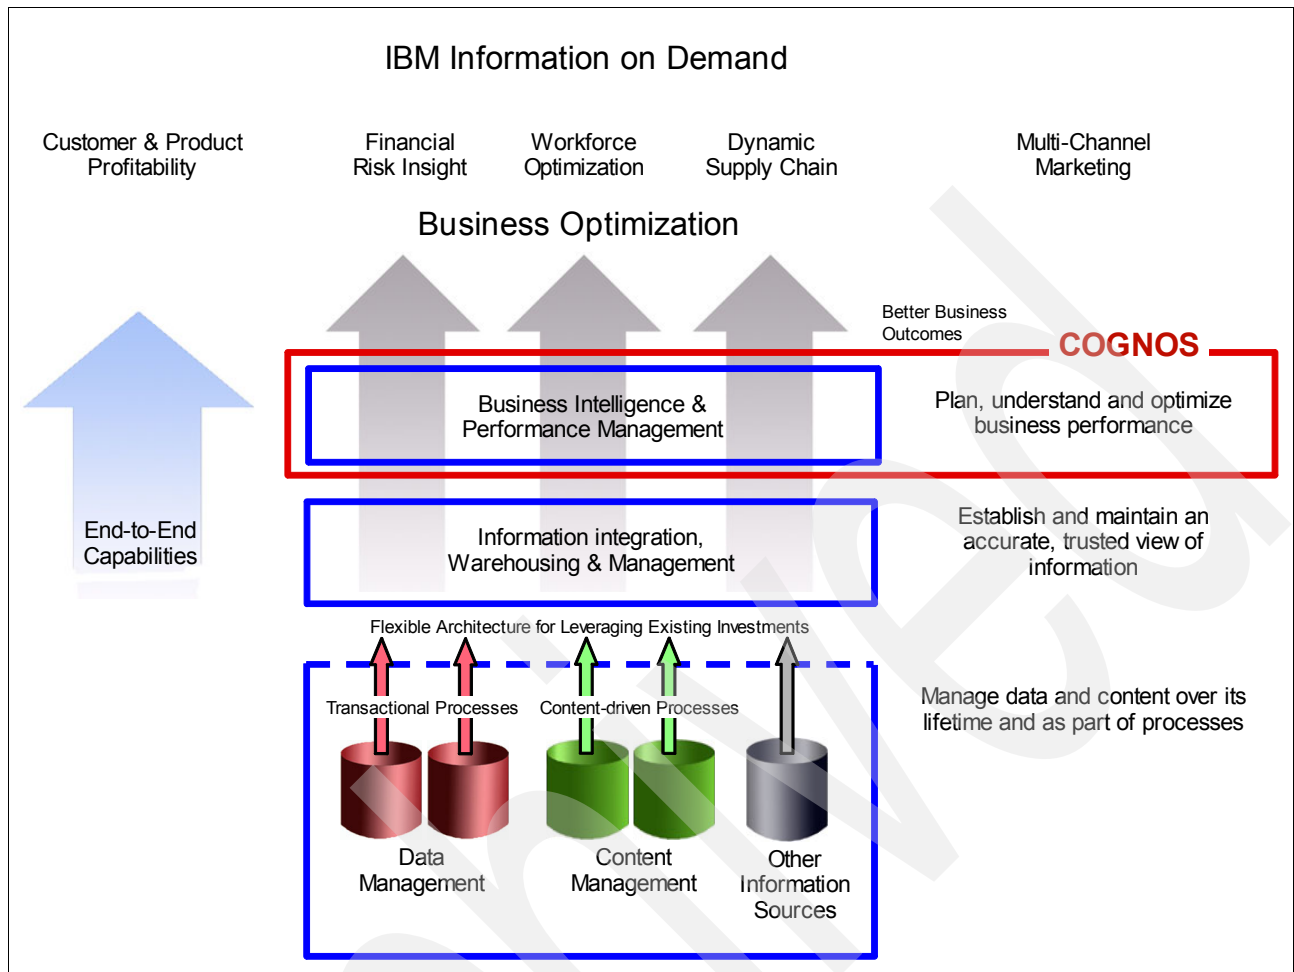 IBM Information on Demand
Customer & Product
Profitability
Financial
Risk Insight
Workforce
Optimization
Dynamic
Supply Chain
Multi-Channel
Marketing
Business Optimization
Better Business
Outcomes
COGNOS
Business Intelligence &
Performance Management
Plan, understand and optimize
business performance
End-to-End
Capabilities
Information integration,
Warehousing & Management
Establish and maintain an
accurate, trusted view of
information
Flexible Architecture for Leveraging Existing Investments
Transactional Processes
Content-driven Processes
Manage data and content over its
lifetime and as part of processes
Data
Management
Content
Management
Other
Information
Sources